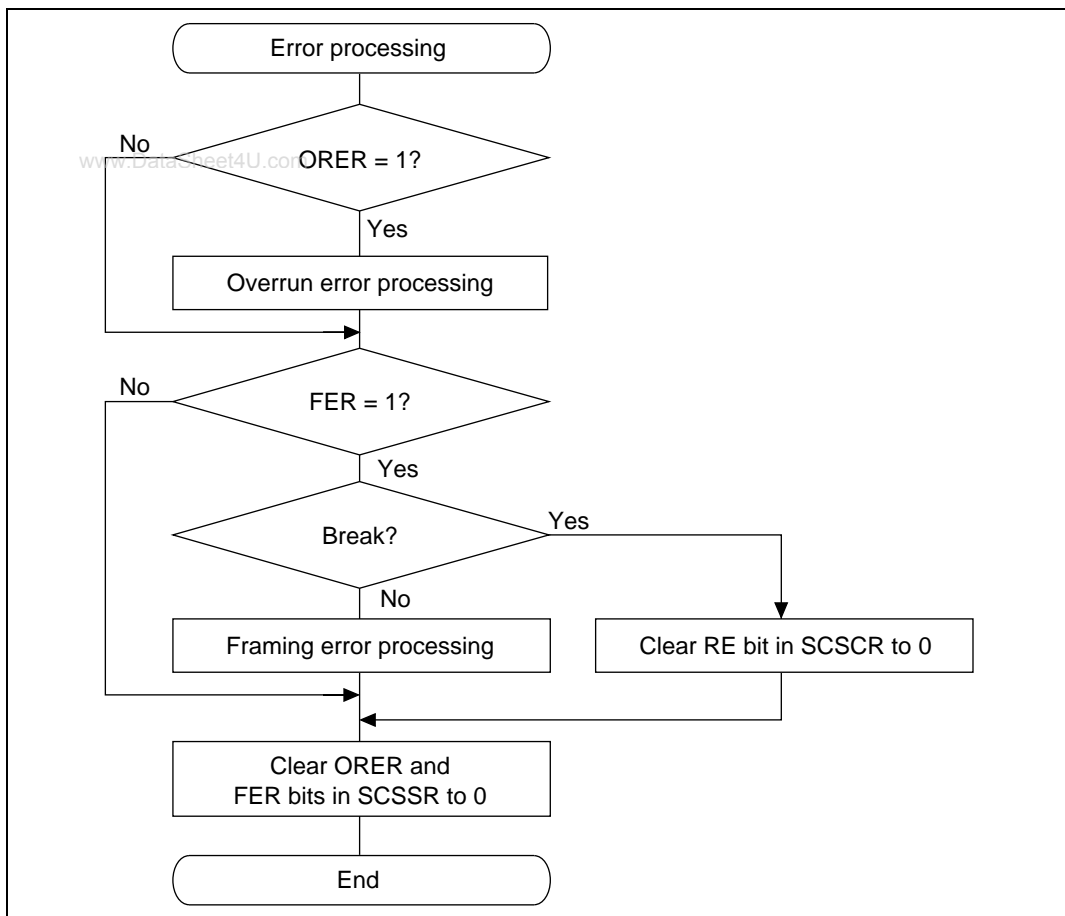 Error processing
No
www.DataSheet4U.com
ORER = 1?
Yes
Overrun error processing
No
FER = 1?
Yes
Break?
Yes
No
Framing error processing
Clear RE bit in SCSCR to 0
Clear ORER and
FER bits in SCSSR to 0
End